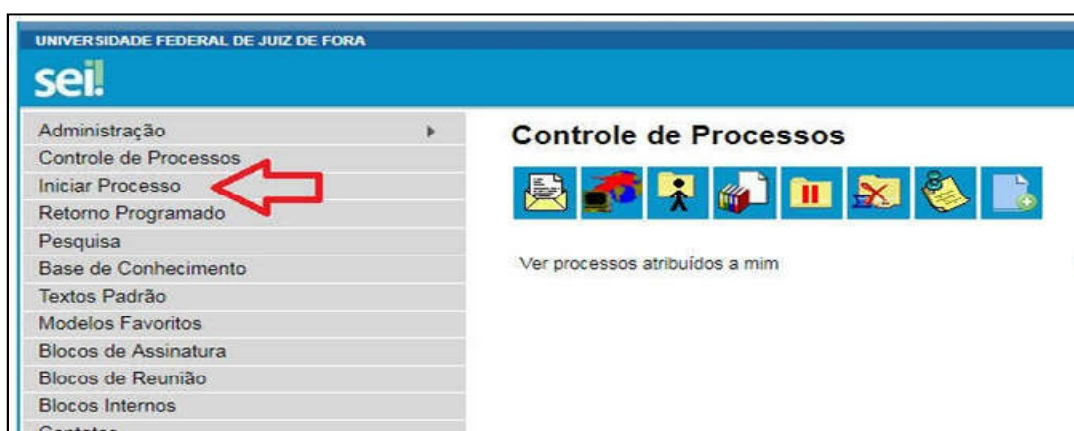 UNIVERSIDADE FEDERAL DE JUIZ DE FORA
sei!
Administração
Controle de Processos
Iniciar Processo
Retorno Programado
Pesquisa
Base de Conhecimento
Textos Padrão
Modelos Favoritos
Blocos de Assinatura
Blocos de Reunião
Blocos Internos
Controle de Processos
Ver processos atribuídos a mim